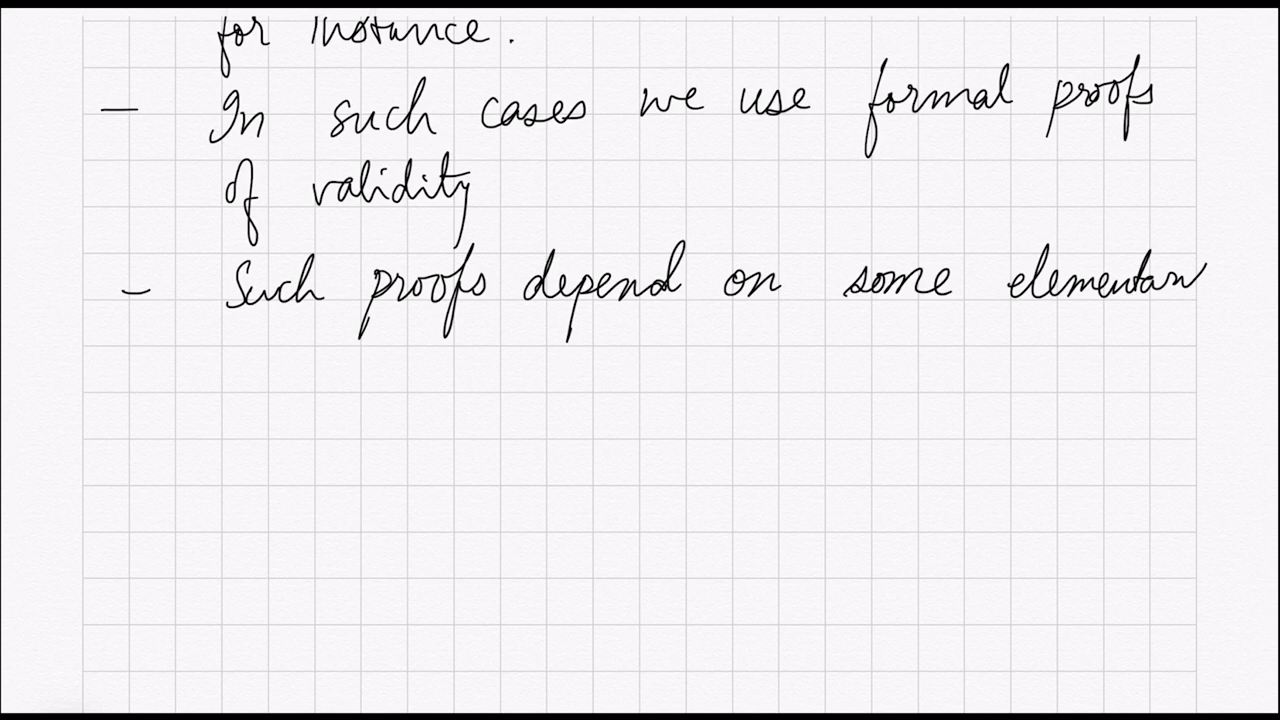 for instance.
— In such cases we use formal proofs
of validity
— Such proofs depend on some elementar